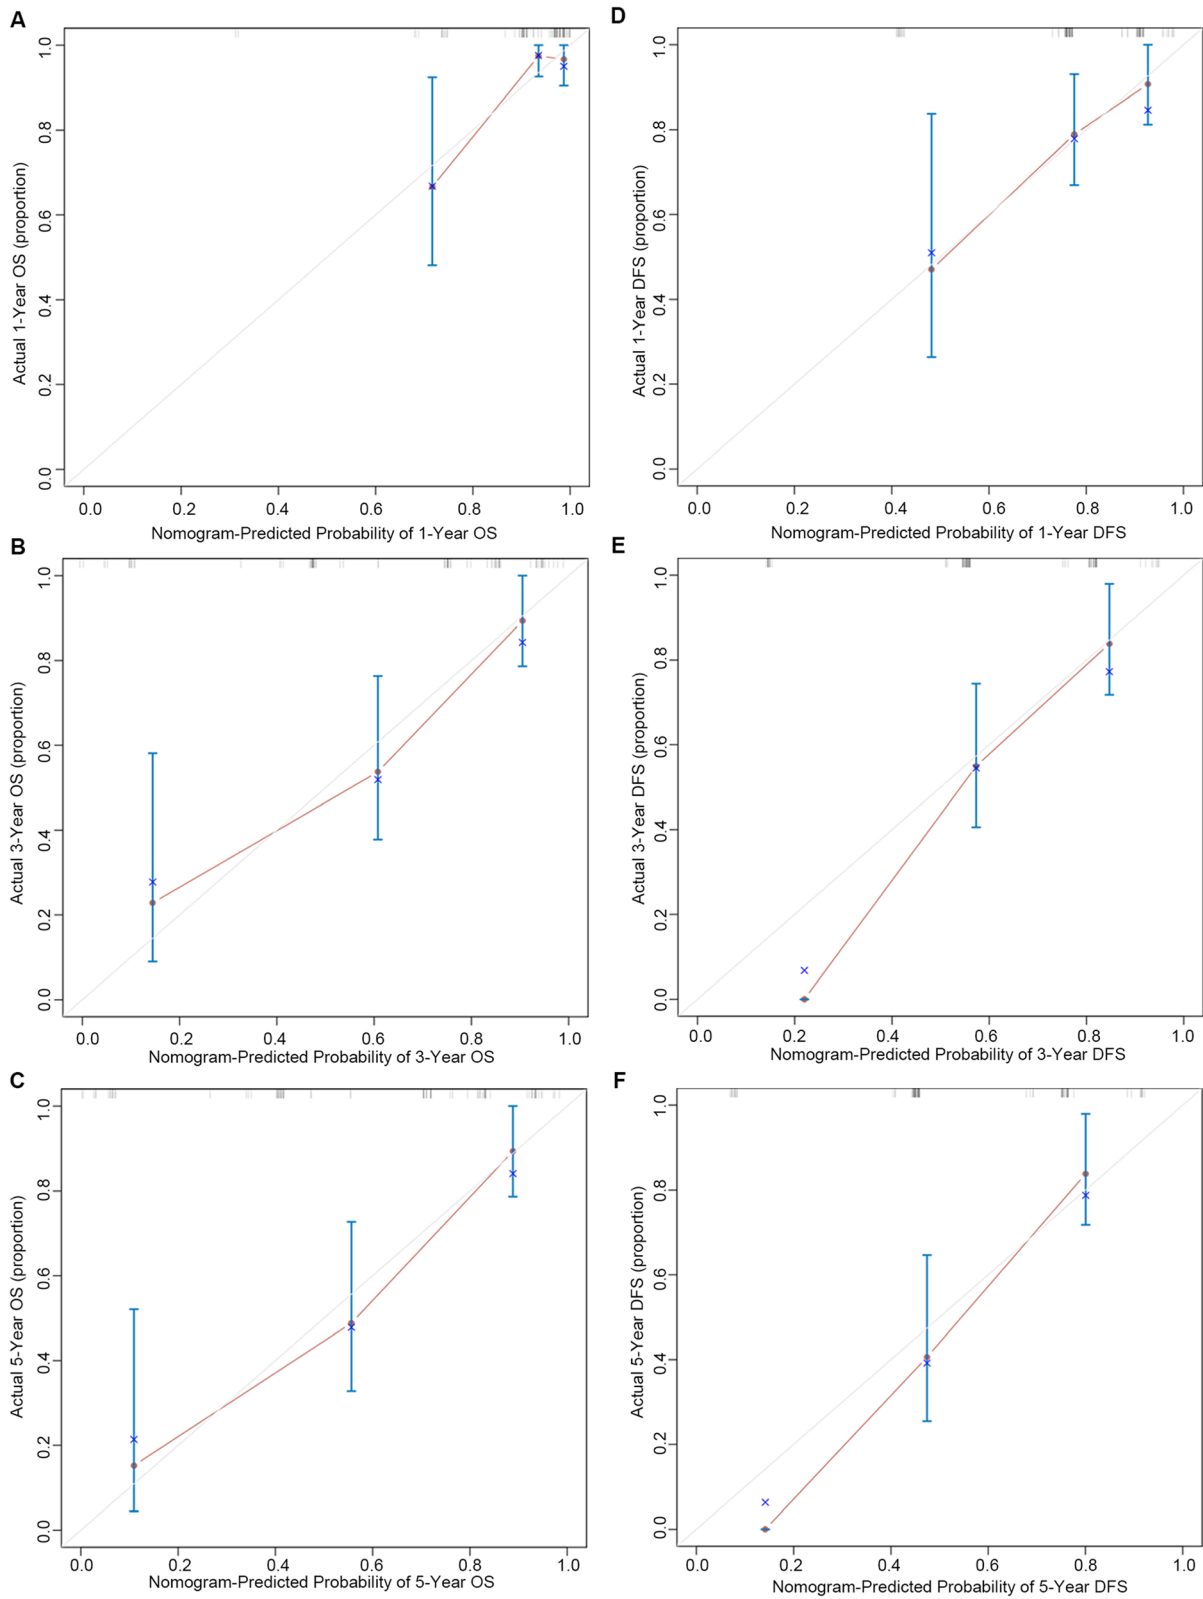 A
Actual 1-Year OS (proportion)
1.0
0.8
0.6
0.4
0.2
0.0
0.0 0.2 0.4 0.6 0.8 1.0
Nomogram-Predicted Probability of 1-Year OS
D
Actual 1-Year DFS (proportion)
1.0
0.8
0.6
0.4
0.2
0.0
0.0 0.2 0.4 0.6 0.8 1.0
Nomogram-Predicted Probability of 1-Year DFS
B
Actual 3-Year OS (proportion)
1.0
0.8
0.6
0.4
0.2
0.0
0.0 0.2 0.4 0.6 0.8 1.0
Nomogram-Predicted Probability of 3-Year OS
E
Actual 3-Year DFS (proportion)
1.0
0.8
0.6
0.4
0.2
0.0
0.0 0.2 0.4 0.6 0.8 1.0
Nomogram-Predicted Probability of 3-Year DFS
C
Actual 5-Year OS (proportion)
1.0
0.8
0.6
0.4
0.2
0.0
0.0 0.2 0.4 0.6 0.8 1.0
Nomogram-Predicted Probability of 5-Year OS
F
Actual 5-Year DFS (proportion)
1.0
0.8
0.6
0.4
0.2
0.0
0.0 0.2 0.4 0.6 0.8 1.0
Nomogram-Predicted Probability of 5-Year DFS